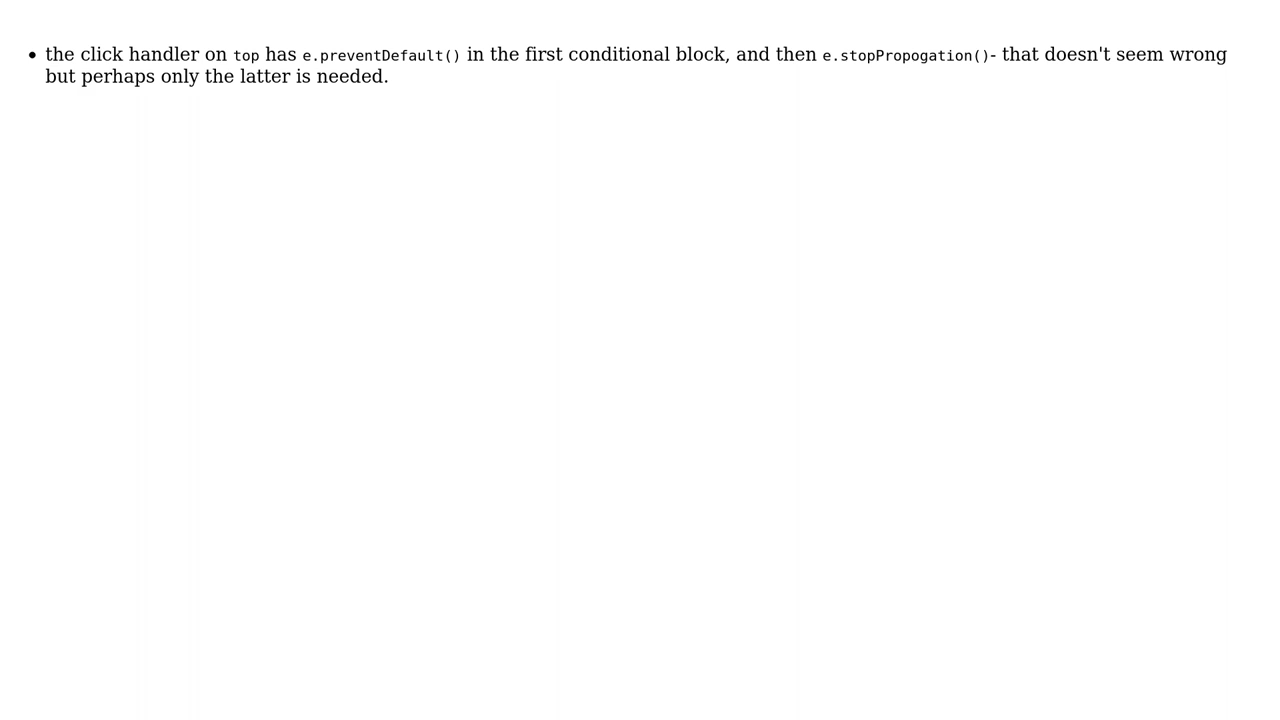 • the click handler on top has e.preventDefault() in the first conditional block, and then e.stopPropogation()- that doesn't seem wrong
but perhaps only the latter is needed.